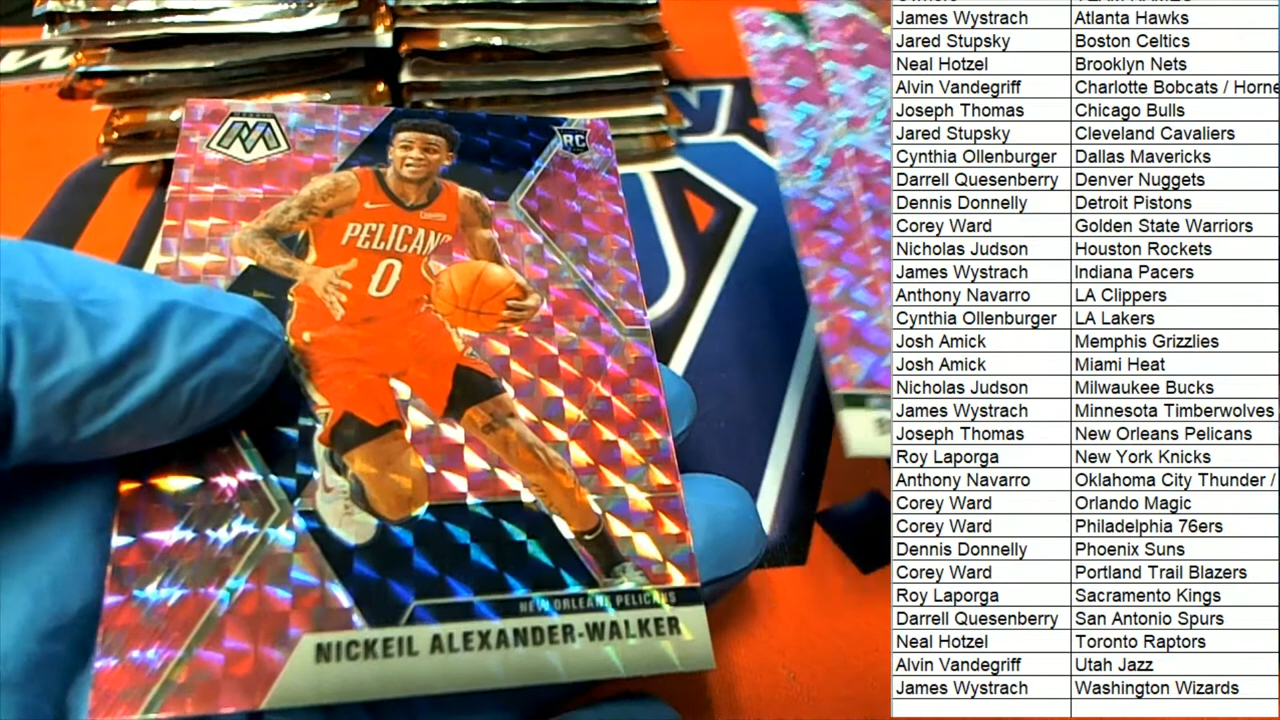 MOSAIC
RC
PELICANS
0
NEW ORLEANS PELICANS
NICKEIL ALEXANDER-WALKER
James Wystrach Atlanta Hawks
Jared Stupsky Boston Celtics
Neal Hotzel Brooklyn Nets
Alvin Vandegriff Charlotte Bobcats / Horne
Joseph Thomas Chicago Bulls
Jared Stupsky Cleveland Cavaliers
Cynthia Ollenburger Dallas Mavericks
Darrell Quesenberry Denver Nuggets
Dennis Donnelly Detroit Pistons
Corey Ward Golden State Warriors
Nicholas Judson Houston Rockets
James Wystrach Indiana Pacers
Anthony Navarro LA Clippers
Cynthia Ollenburger LA Lakers
Josh Amick Memphis Grizzlies
Josh Amick Miami Heat
Nicholas Judson Milwaukee Bucks
James Wystrach Minnesota Timberwolves
Joseph Thomas New Orleans Pelicans
Roy Laporga New York Knicks
Anthony Navarro Oklahoma City Thunder /
Corey Ward Orlando Magic
Corey Ward Philadelphia 76ers
Dennis Donnelly Phoenix Suns
Corey Ward Portland Trail Blazers
Roy Laporga Sacramento Kings
Darrell Quesenberry San Antonio Spurs
Neal Hotzel Toronto Raptors
Alvin Vandegriff Utah Jazz
James Wystrach Washington Wizards